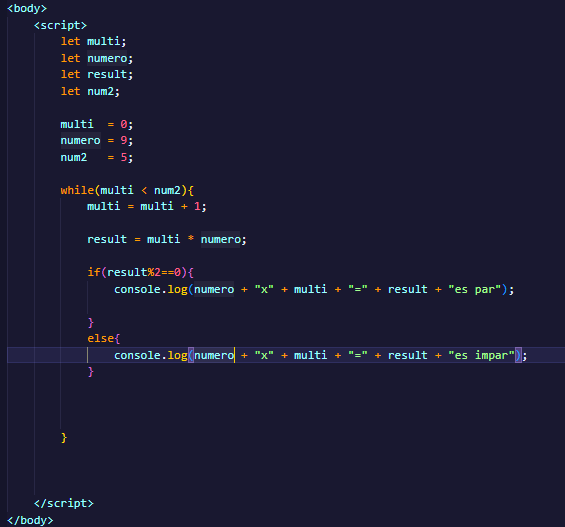 <body>
<script>
let multi;
let numero;
let result;
let num2;
multi  = 0;
numero = 9;
num2   = 5;
while(multi < num2){
multi = multi + 1;
result = multi * numero;
if(result%2==0){
console.log(numero + "x" + multi + "=" + result + "es par");
}
else{
console.log(numero + "x" + multi + "=" + result + "es impar");
}
}
</script>
</body>